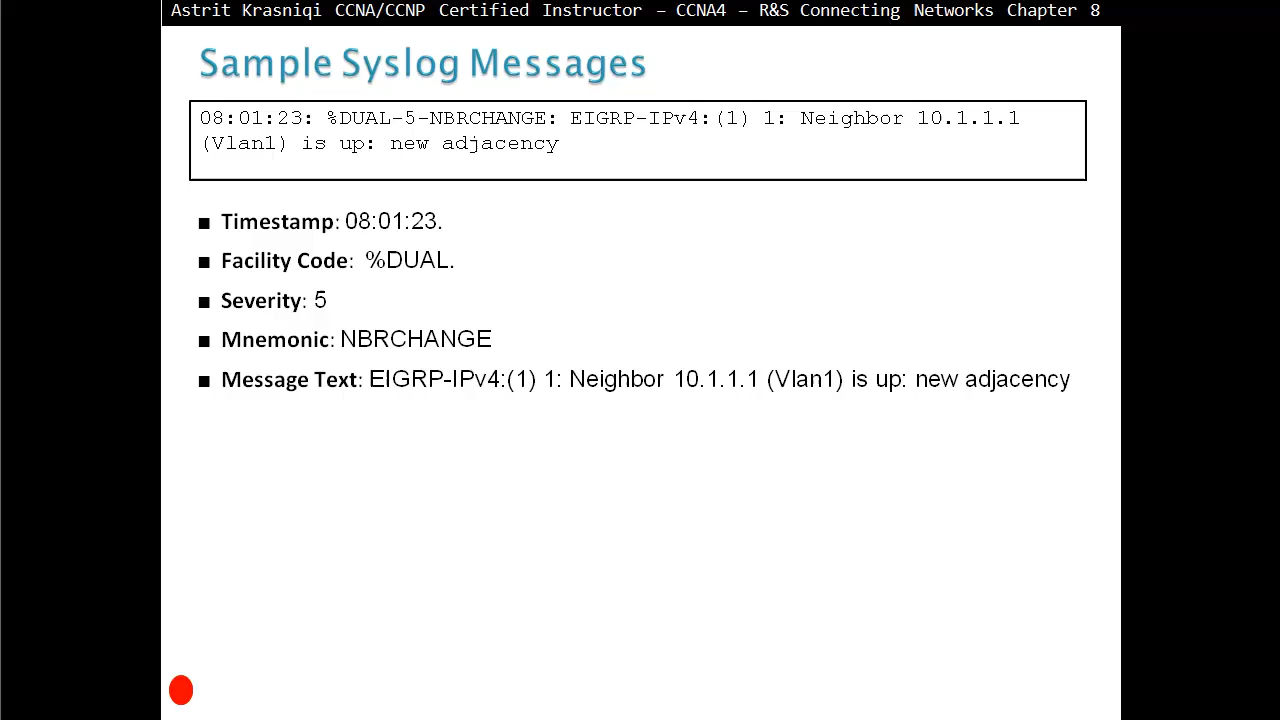 Astrit Krasniqi CCNA/CCNP Certified Instructor – CCNA4 – R&S Connecting Networks Chapter 8
Sample Syslog Messages
08:01:23: %DUAL-5-NBRCHANGE: EIGRP-IPv4:(1) 1: Neighbor 10.1.1.1
(Vlan1) is up: new adjacency
■ Timestamp: 08:01:23.
■ Facility Code: %DUAL.
■ Severity: 5
■ Mnemonic: NBRCHANGE
■ Message Text: EIGRP-IPv4:(1) 1: Neighbor 10.1.1.1 (Vlan1) is up: new adjacency